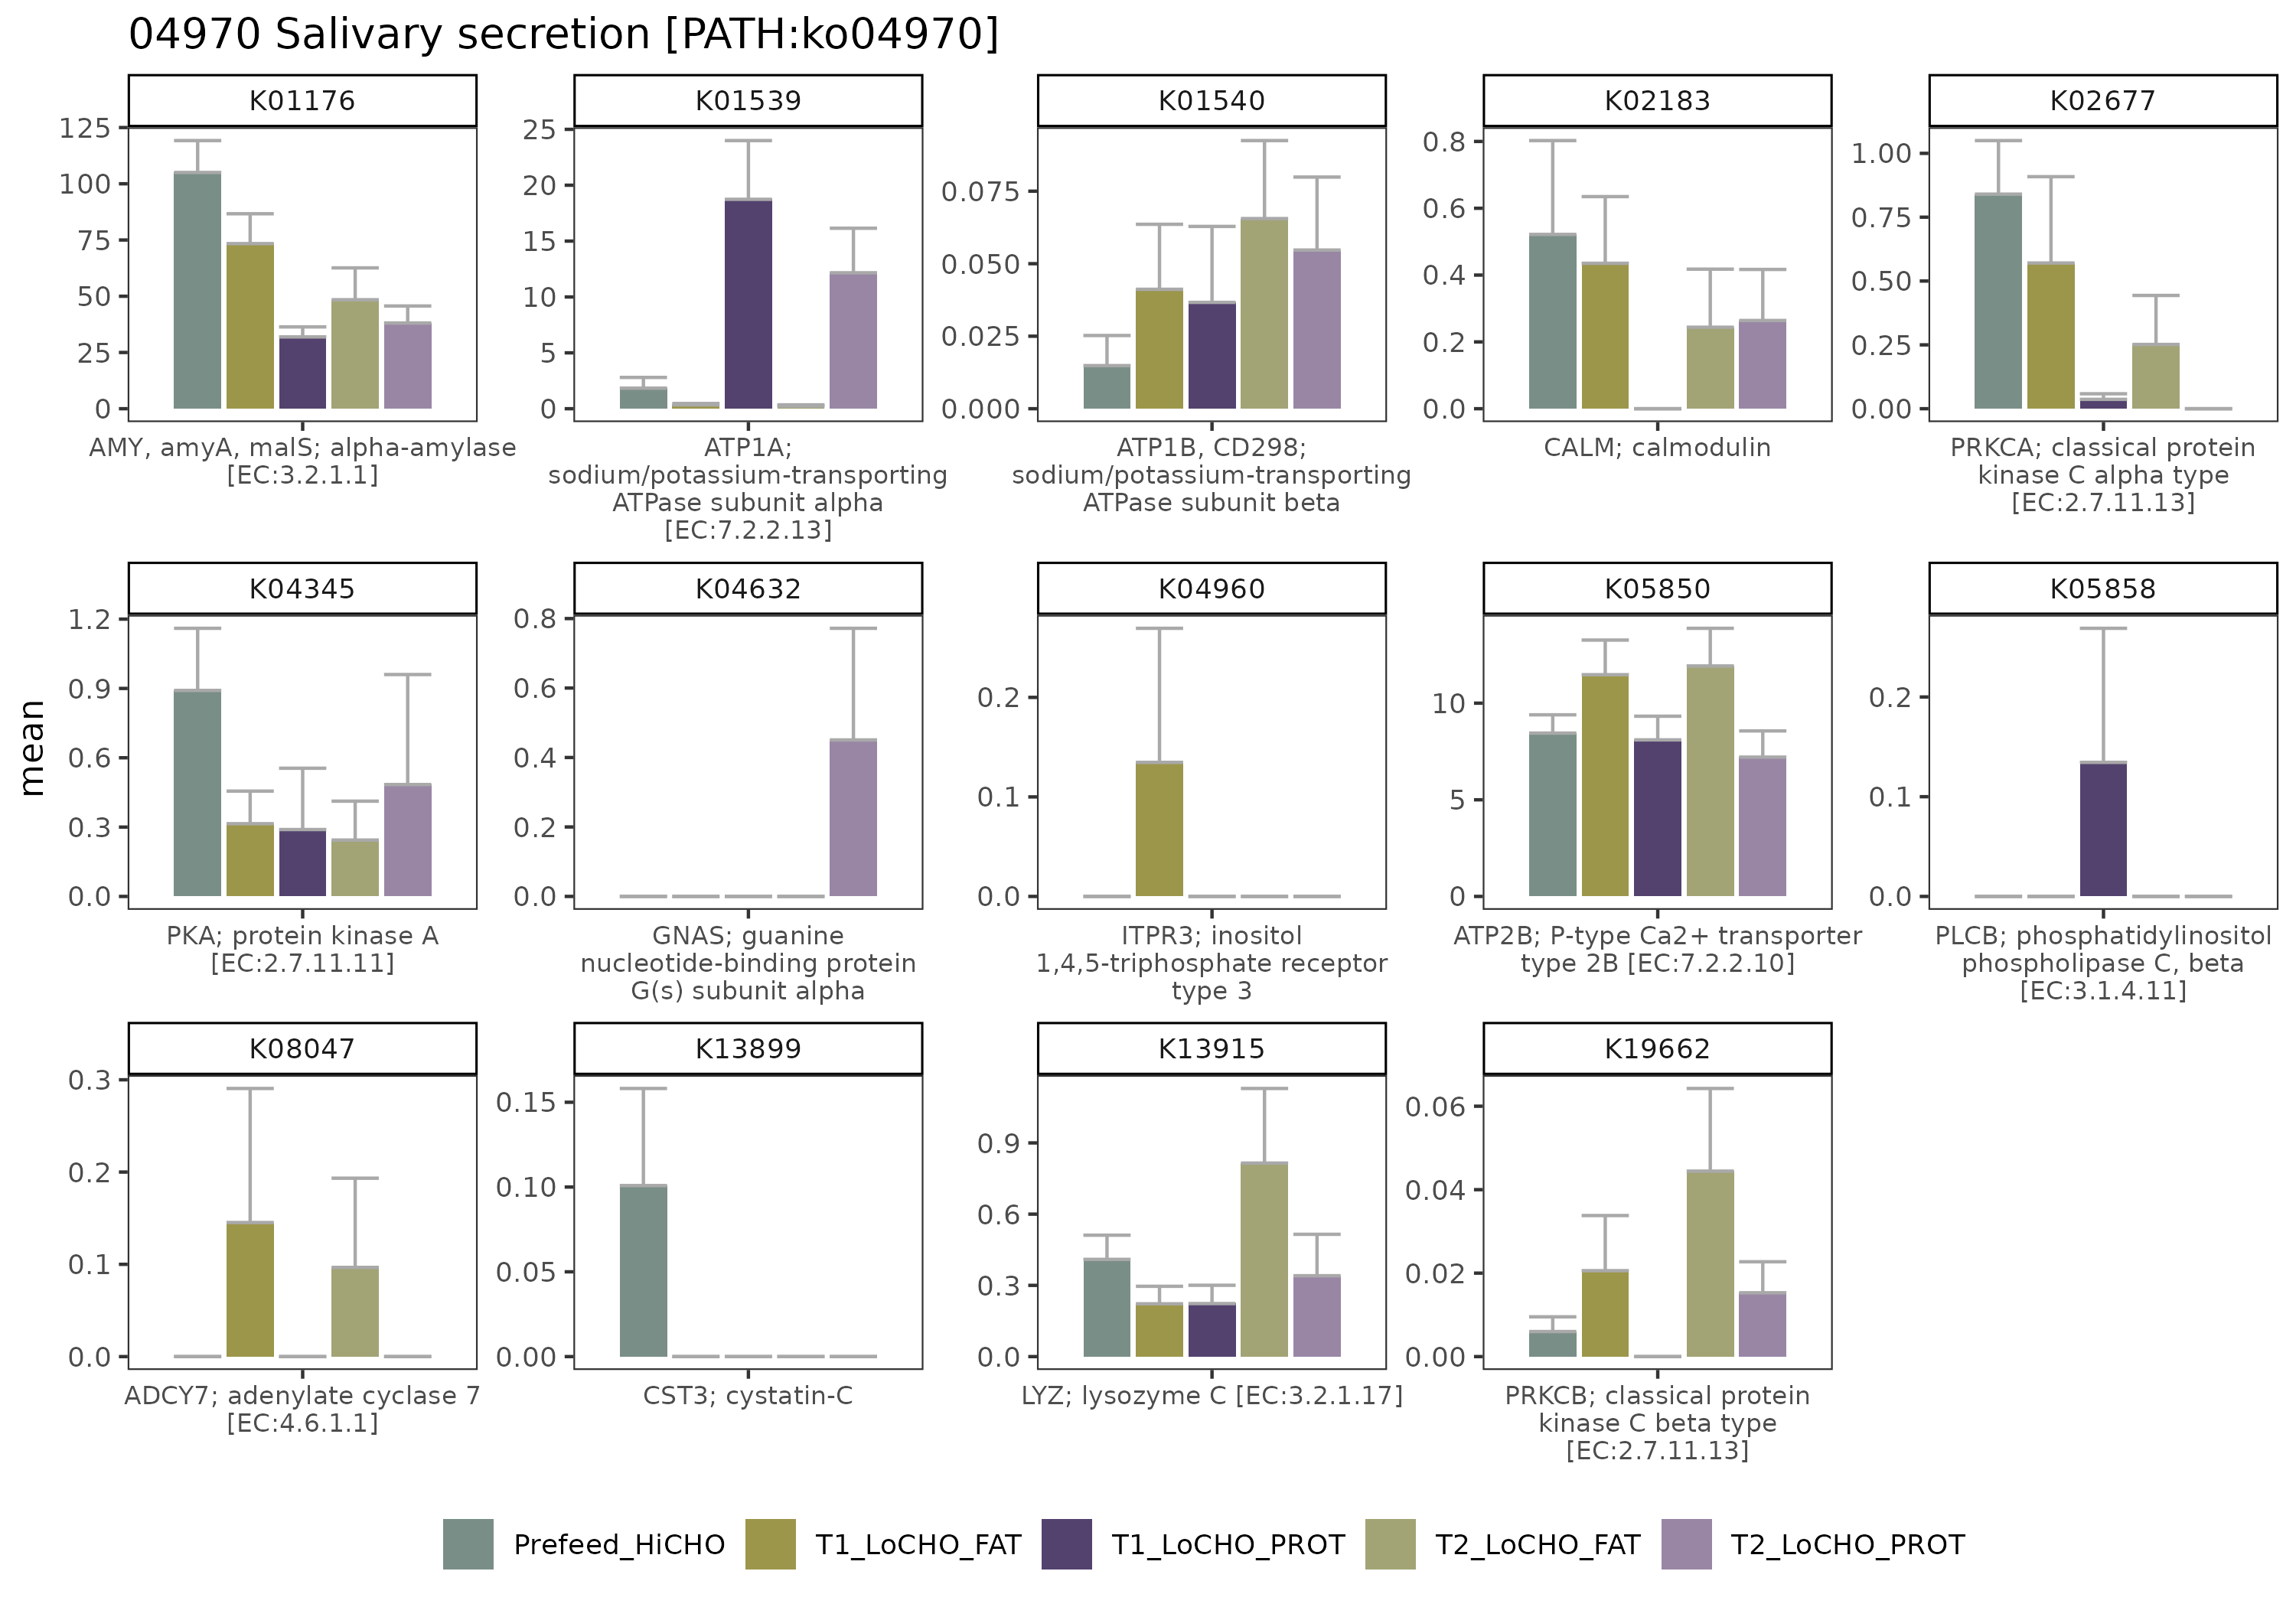 04970 Salivary secretion [PATH:ko04970]
K01176
K01539
K01540
K02183
K02677
125
100
75
50
25
0
25
20
15
10
5
0
0.075
0.050
0.025
0.000
0.8
0.6
0.4
0.2
0.0
1.00
0.75
0.50
0.25
0.00
AMY, amyA, malS; alpha-amylase
[EC:3.2.1.1]
ATP1A;
sodium/potassium-transporting
ATPase subunit alpha
[EC:7.2.2.13]
ATP1B, CD298;
sodium/potassium-transporting
ATPase subunit beta
CALM; calmodulin
PRKCA; classical protein
kinase C alpha type
[EC:2.7.11.13]
mean
K04345
K04632
K04960
K05850
K05858
1.2
0.9
0.6
0.3
0.0
0.8
0.6
0.4
0.2
0.0
0.2
0.1
0.0
10
5
0
0.2
0.1
0.0
PKA; protein kinase A
[EC:2.7.11.11]
GNAS; guanine
nucleotide-binding protein
G(s) subunit alpha
ITPR3; inositol
1,4,5-triphosphate receptor
type 3
ATP2B; P-type Ca2+ transporter
type 2B [EC:7.2.2.10]
PLCB; phosphatidylinositol
phospholipase C, beta
[EC:3.1.4.11]
K08047
K13899
K13915
K19662
0.3
0.2
0.1
0.0
0.15
0.10
0.05
0.00
0.9
0.6
0.3
0.0
0.06
0.04
0.02
0.00
ADCY7; adenylate cyclase 7
[EC:4.6.1.1]
CST3; cystatin-C
LYZ; lysozyme C [EC:3.2.1.17]
PRKCB; classical protein
kinase C beta type
[EC:2.7.11.13]
Prefeed_HiCHO
T1_LoCHO_FAT
T1_LoCHO_PROT
T2_LoCHO_FAT
T2_LoCHO_PROT